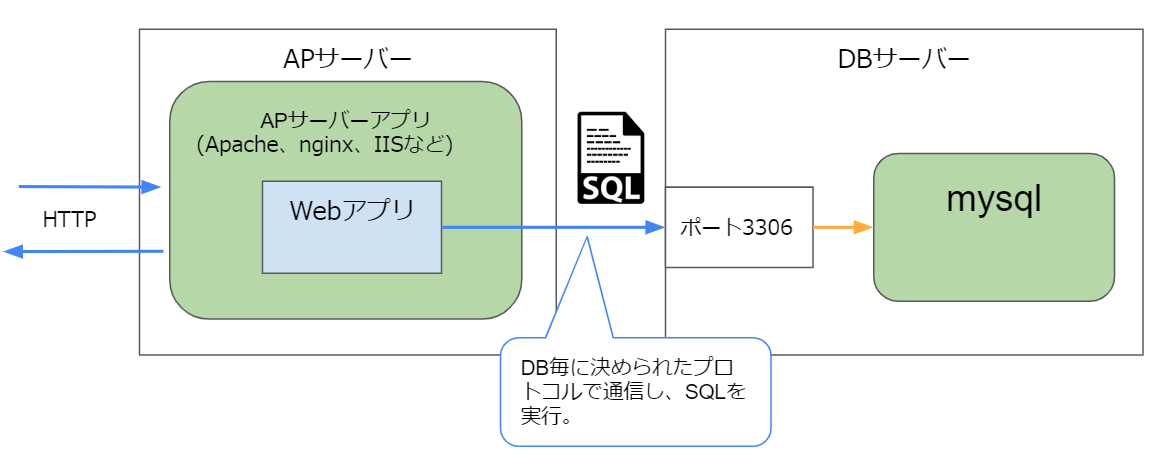 APサーバー
DBサーバー
APサーバーアプリ
(Apache、nginx、IISなど)
Webアプリ
HTTP
SQL
ポート3306
mysql
DB毎に決められたプロ
トコルで通信し、SQLを
実行。